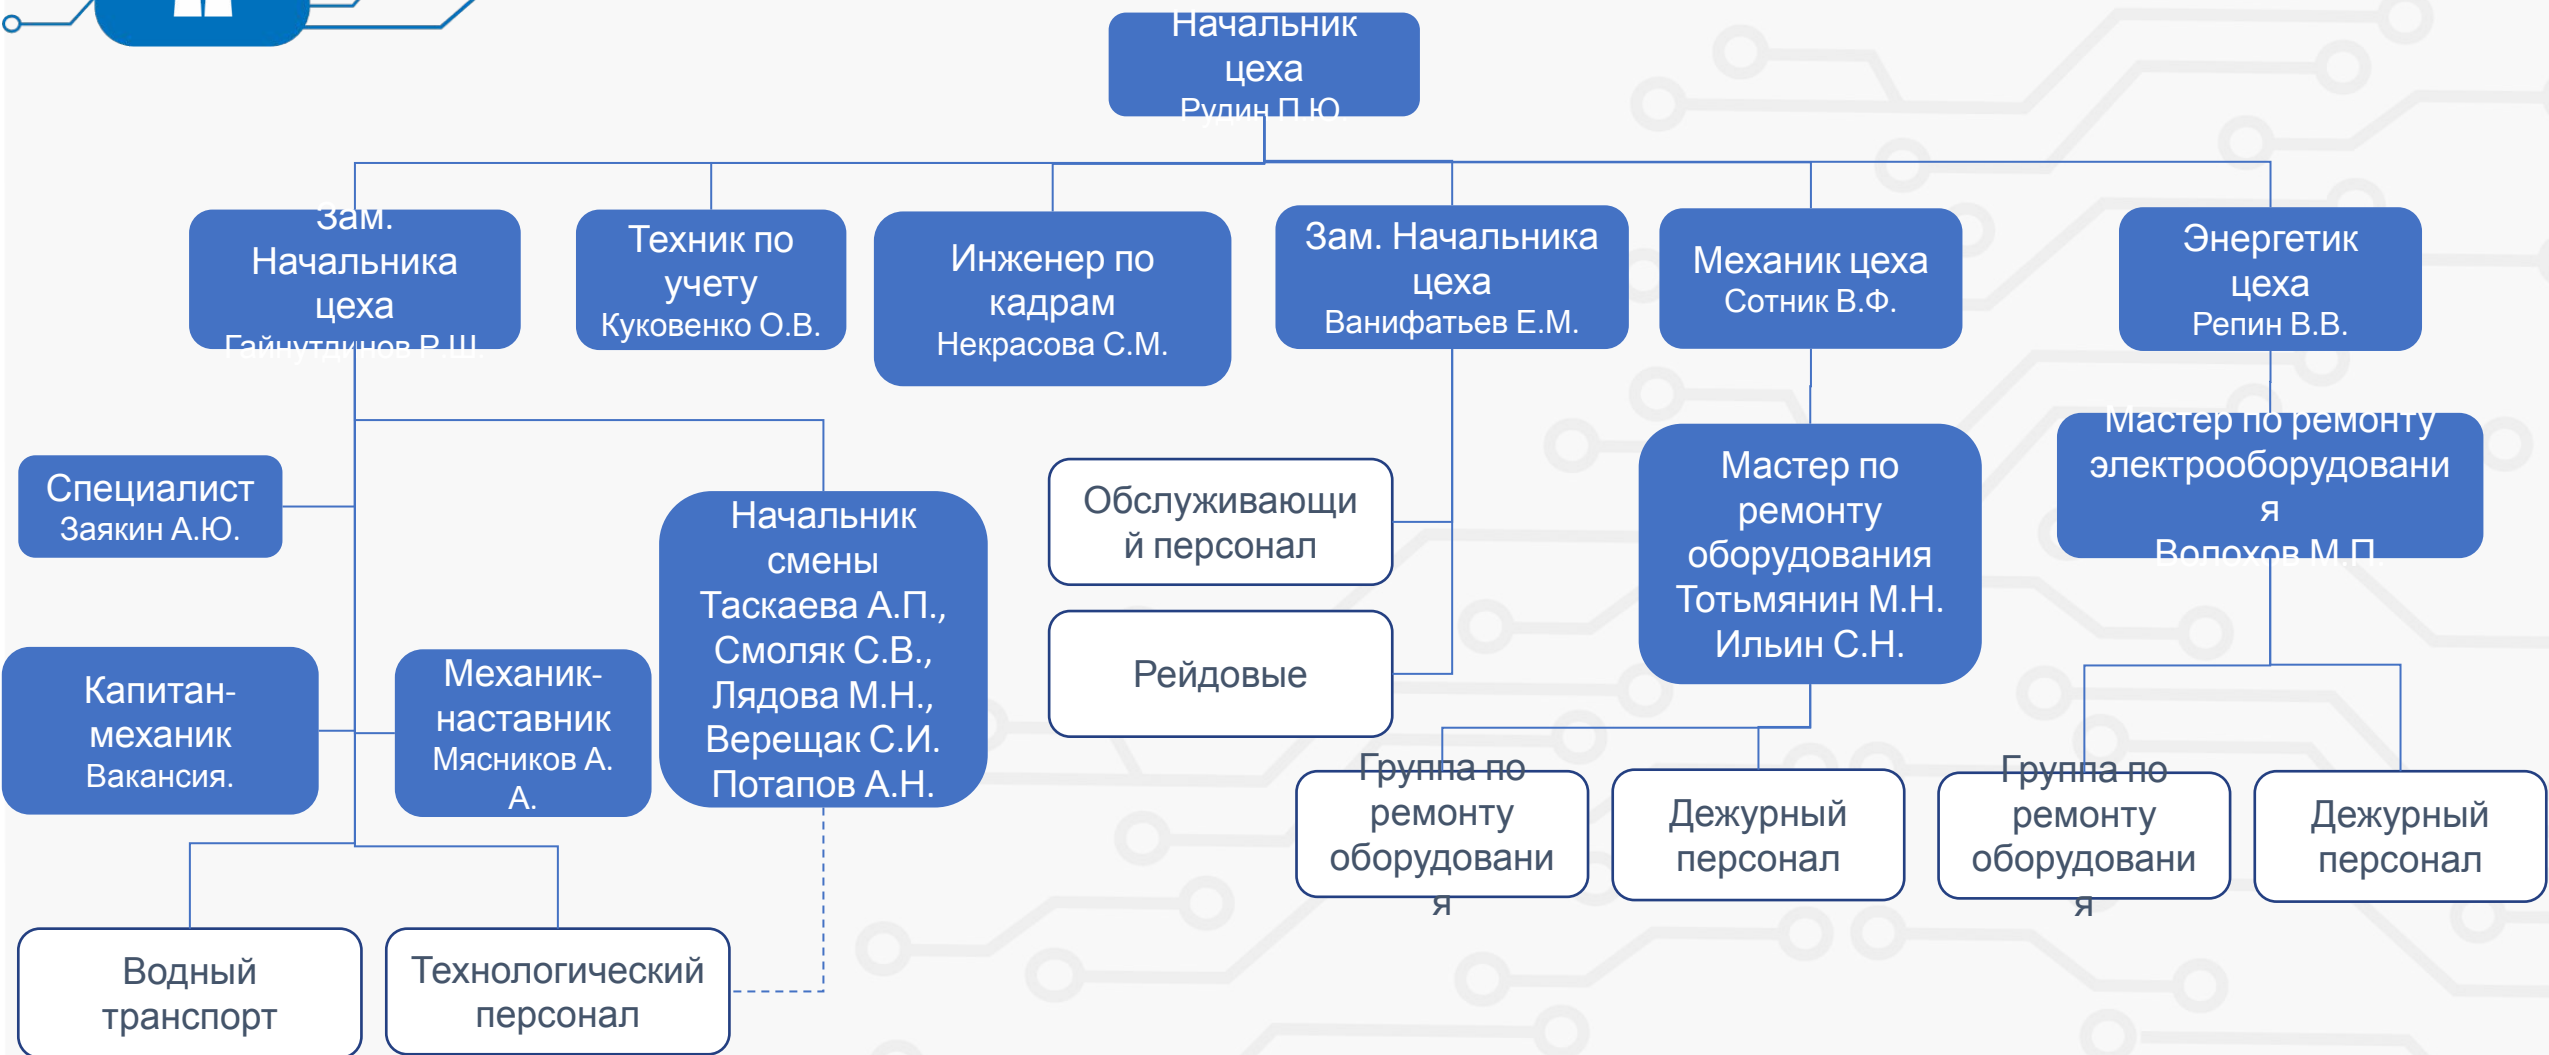 Начальник
цеха
Рудин П.Ю.
Зам.
Начальника
цеха
Гайнутдинов Р.Ш.
Техник по
учету
Куковенко О.В.
Инженер по
кадрам
Некрасова С.М.
Зам. Начальника
цеха
Ванифатьев Е.М.
Механик цеха
Сотник В.Ф.
Энергетик
цеха
Репин В.В.
Специалист
Заякин А.Ю.
Начальник
смены
Таскаева А.П.,
Смоляк С.В.,
Лядова М.Н.,
Верещак С.И.
Потапов А.Н.
Обслуживающи
й персонал
Рейдовые
Мастер по
ремонту
оборудования
Тотьмянин М.Н.
Ильин С.Н.
Мастер по ремонту
электрооборудовани
я
Волохов М.П.
Капитан-
механик
Вакансия.
Механик-
наставник
Мясников А.
А.
Группа по
ремонту
оборудовани
я
Дежурный
персонал
Группа по
ремонту
оборудовани
я
Дежурный
персонал
Водный
транспорт
Технологический
персонал